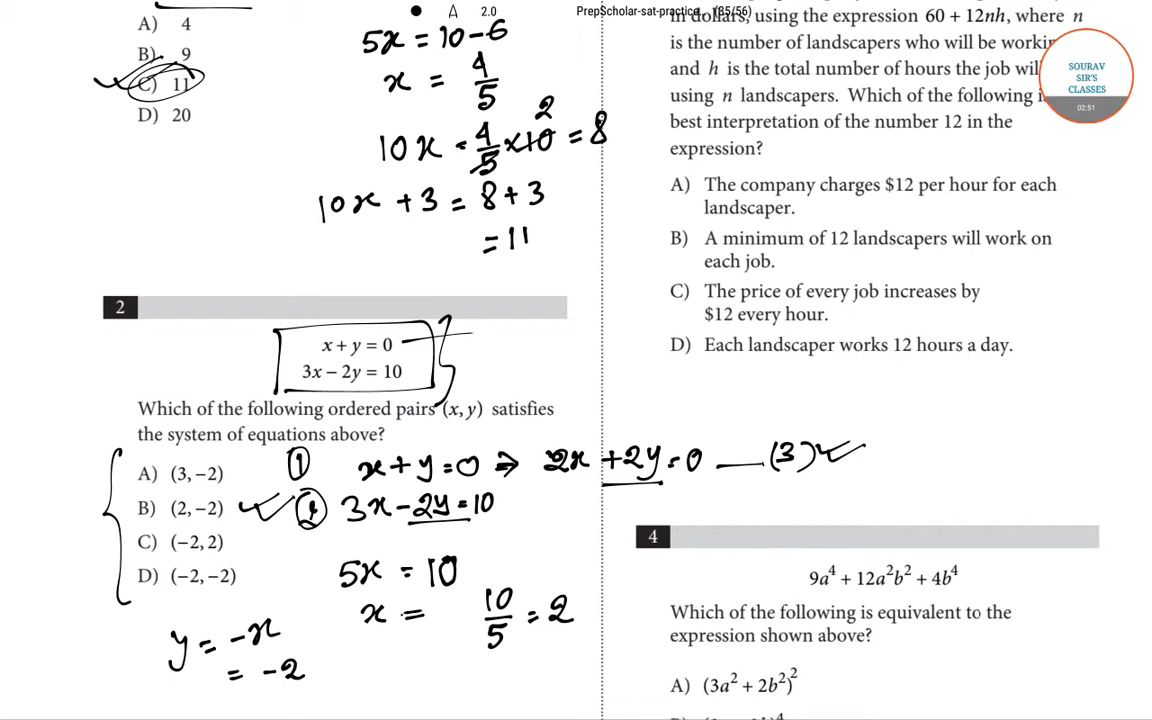 2.0
PrepScholar-sat-practice
(85/56)
A) 4
B) 9
C) 11
D) 20
5x = 10-6
x = 4/5
10x = 4/5 x 10 = 8
2
10x + 3 = 8 + 3
= 11
2
x + y = 0
3x − 2y = 10
Which of the following ordered pairs (x, y) satisfies
the system of equations above?
A) (3, −2)
B) (2, −2)
C) (−2, 2)
D) (−2, −2)
① x + y = 0 ⇒ 2x + 2y = 0 — (3)
3x - 2y = 10
5x = 10
x = 10/5 = 2
y = -x
= -2
in dollars, using the expression 60 + 12nh, where n
is the number of landscapers who will be
and h is the total number of hours the job
using n landscapers. Which of the following
best interpretation of the number 12 in the
expression?
SOURAV
SIR'S
CLASSES
02:51
A) The company charges $12 per hour for each
landscaper.
B) A minimum of 12 landscapers will work on
each job.
C) The price of every job increases by
$12 every hour.
D) Each landscaper works 12 hours a day.
4
9a⁴ + 12a²b² + 4b⁴
Which of the following is equivalent to the
expression shown above?
A) (3a² + 2b²)²